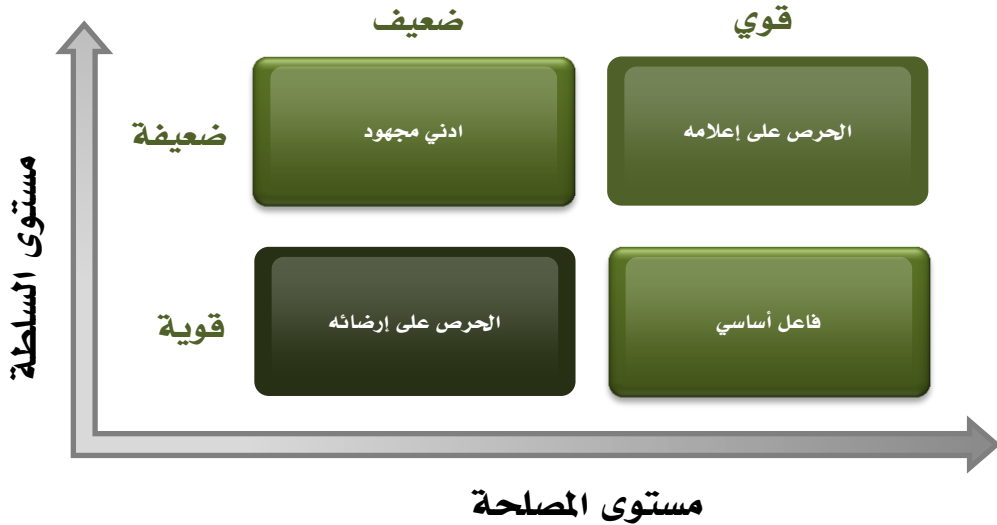 قوي
ضعيف
ضعيفة
الحرص على إعلامه
ادني مجهود
قوية
فاعل أساسي
الحرص على إرضائه
مستوى السلطة
مستوى المصلحة